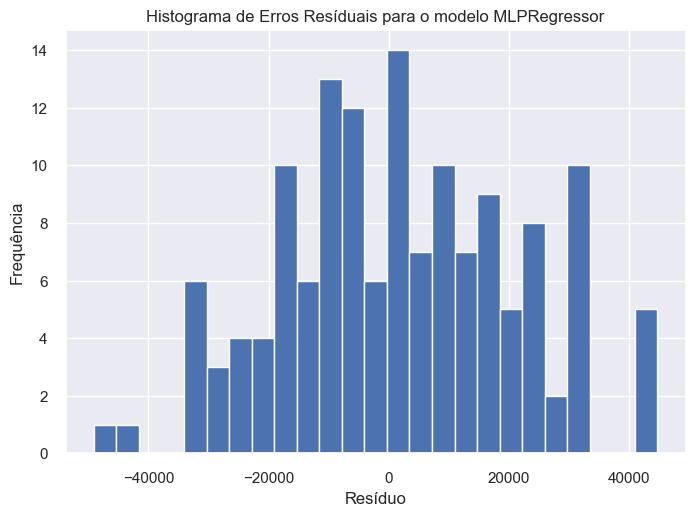 Histograma de Erros Resíduais para o modelo MLPRegressor
14
12
10
8
6
4
2
0
Frequência
−40000 −20000 0 20000 40000
Resíduo